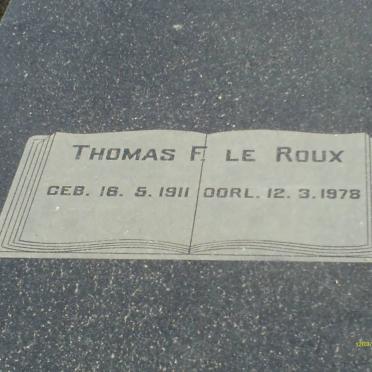 THOMAS F. LE ROUX
GEB. 16. 5. 1911 OORL. 12. 3. 1978